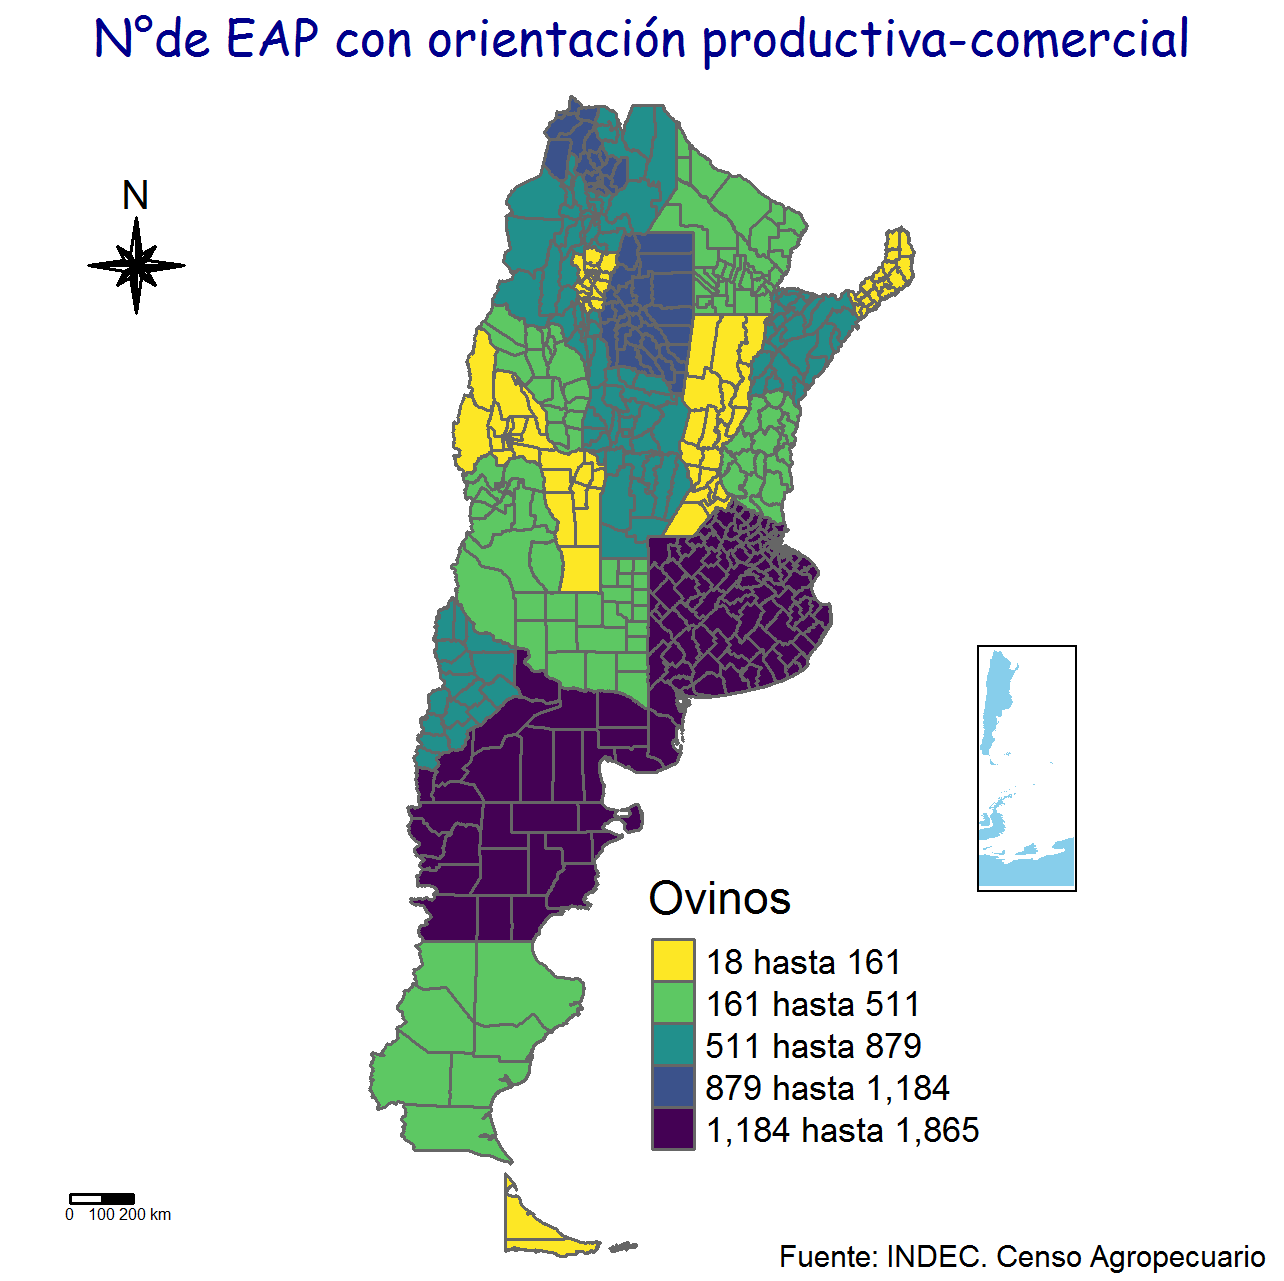 N°de EAP con orientación productiva-comercial
N
Ovinos
18 hasta 161
161 hasta 511
511 hasta 879
879 hasta 1,184
1,184 hasta 1,865
0 100 200 km
Fuente: INDEC. Censo Agropecuario